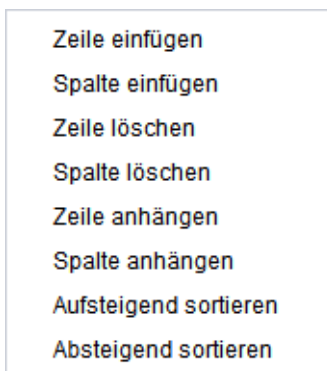 Zeile einfügen
Spalte einfügen
Zeile löschen
Spalte löschen
Zeile anhängen
Spalte anhängen
Aufsteigend sortieren
Absteigend sortieren